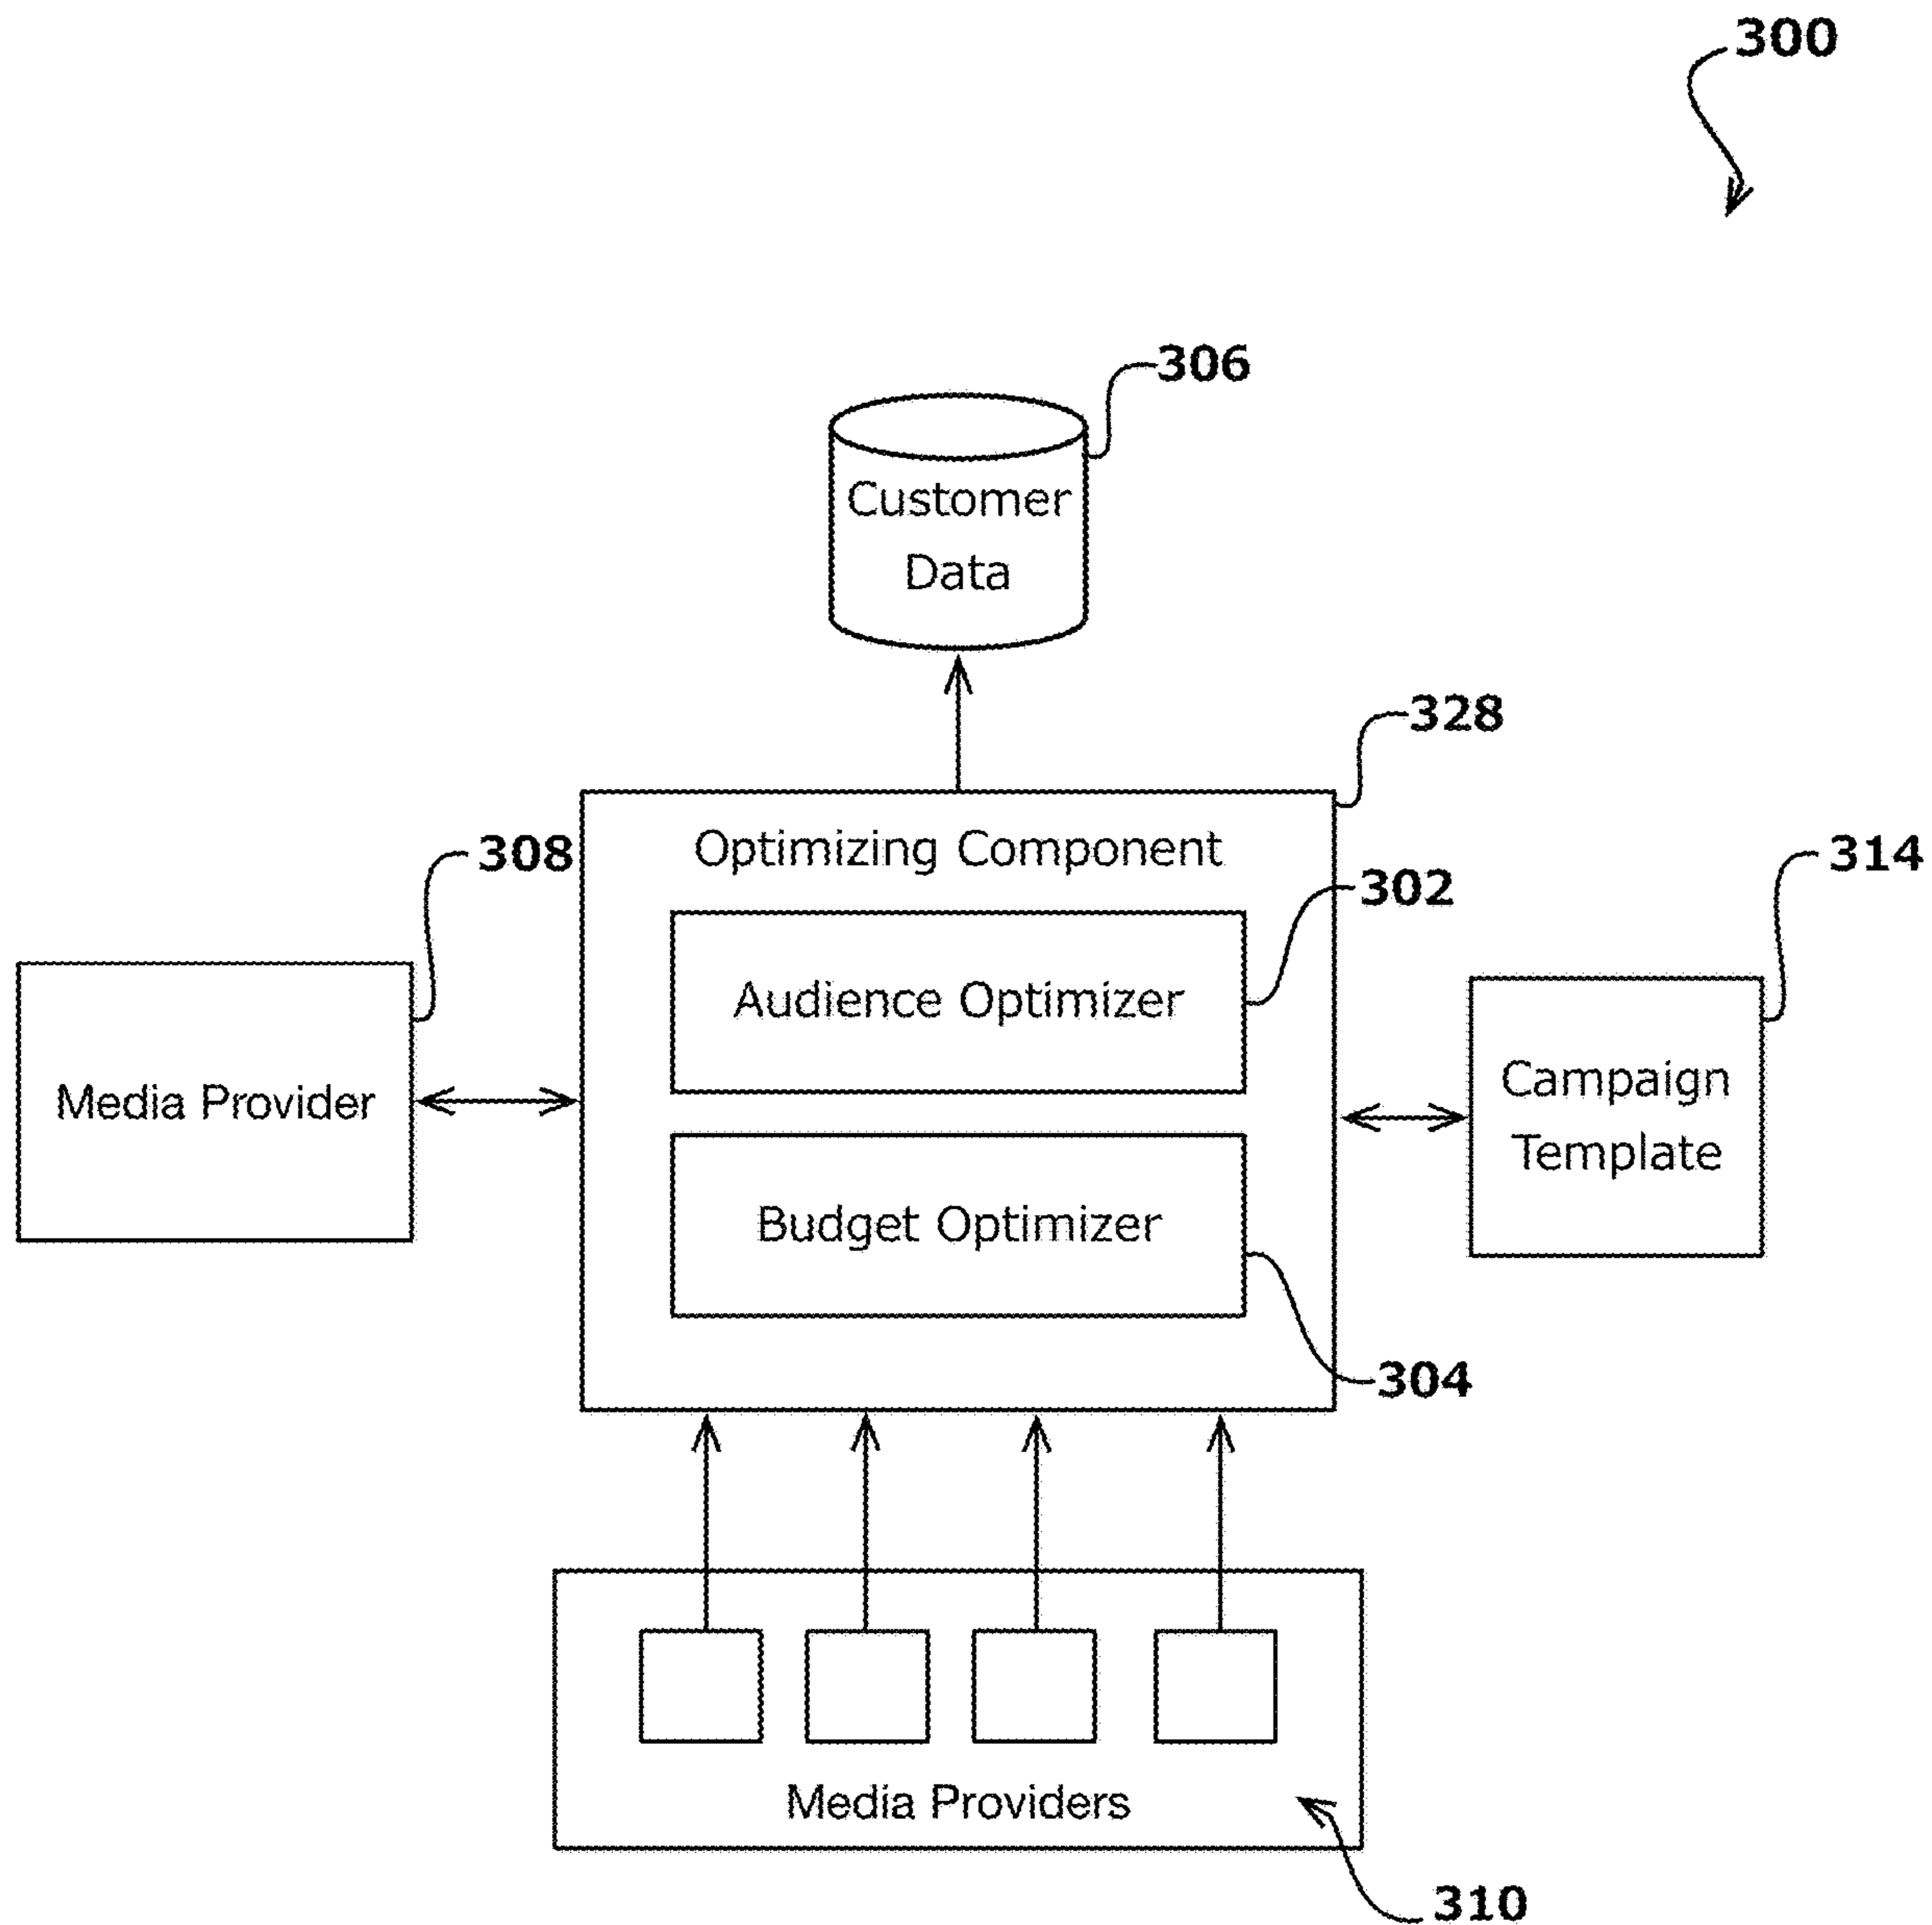 300
306
Customer
Data
328
Optimizing Component
308
302
314
Audience Optimizer
Media Provider
Campaign
Template
Budget Optimizer
304
Media Providers
310